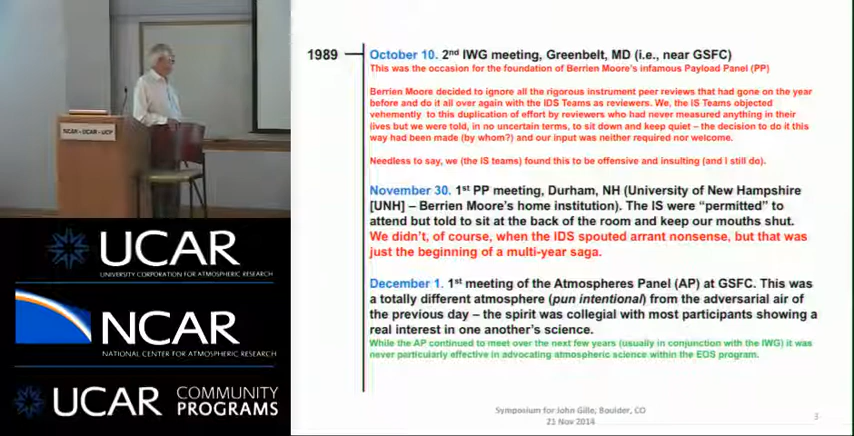 NCAR • UCAR • UCP
UCAR
UNIVERSITY CORPORATION FOR ATMOSPHERIC RESEARCH
NCAR
NATIONAL CENTER FOR ATMOSPHERIC RESEARCH
UCAR COMMUNITY
PROGRAMS
1989
October 10. 2nd IWG meeting, Greenbelt, MD (i.e., near GSFC)
This was the occasion for the foundation of Berrien Moore's infamous Payload Panel (PP)
Berrien Moore decided to ignore all the rigorous instrument peer reviews that had gone on the year
before and do it all over again with the IDS Teams as reviewers. We, the IS Teams objected
vehemently to this duplication of effort by reviewers who had never measured anything in their
lives but we were told, in no uncertain terms, to sit down and keep quiet – the decision to do it this
way had been made (by whom?) and our input was neither required nor welcome.
Needless to say, we (the IS teams) found this to be offensive and insulting (and I still do).
November 30. 1st PP meeting, Durham, NH (University of New Hampshire
[UNH] – Berrien Moore's home institution). The IS were "permitted" to
attend but told to sit at the back of the room and keep our mouths shut.
We didn't, of course, when the IDS spouted arrant nonsense, but that was
just the beginning of a multi-year saga.
December 1. 1st meeting of the Atmospheres Panel (AP) at GSFC. This was
a totally different atmosphere (pun intentional) from the adversarial air of
the previous day – the spirit was collegial with most participants showing a
real interest in one another's science.
While the AP continued to meet over the next few years (usually in conjunction with the IWG) it was
never particularly effective in advocating atmospheric science within the EOS program.
Symposium for John Gille, Boulder, CO
21 Nov 2014
3